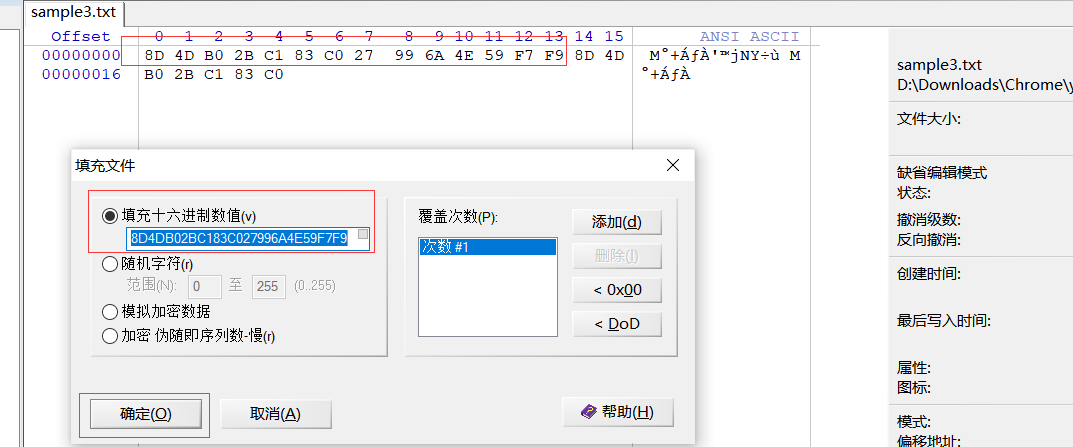 sample3.txt
Offset 0 1 2 3 4 5 6 7 8 9 10 11 12 13 14 15 ANSI ASCII
00000000 8D 4D B0 2B C1 83 C0 27 99 6A 4E 59 F7 F9 8D 4D M°+ÁƒÀ'™jNY÷ù M
00000016 B0 2B C1 83 C0 °+ÁƒÀ
填充文件
填充十六进制数值(v)
8D4DB02BC183C027996A4E59F7F9
随机字符(r)
范围(N): 0 至 255 (0..255)
模拟加密数据
加密 伪随即序列数-慢(r)
覆盖次数(P):
次数 #1
添加(d)
删除(I)
< 0x00
< DoD
确定(O)
取消(A)
帮助(H)
sample3.txt
D:\Downloads\Chrome\y
文件大小:
缺省编辑模式
状态:
撤消级数:
反向撤消:
创建时间:
最后写入时间:
属性:
图标:
模式:
偏移地址: